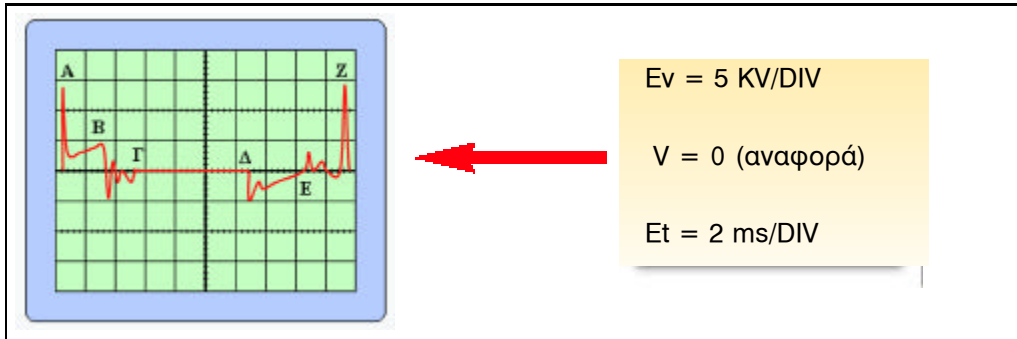 A
Z
B
Γ
Δ
E
Ev = 5 KV/DIV
V = 0 (αναφορά)
Et = 2 ms/DIV